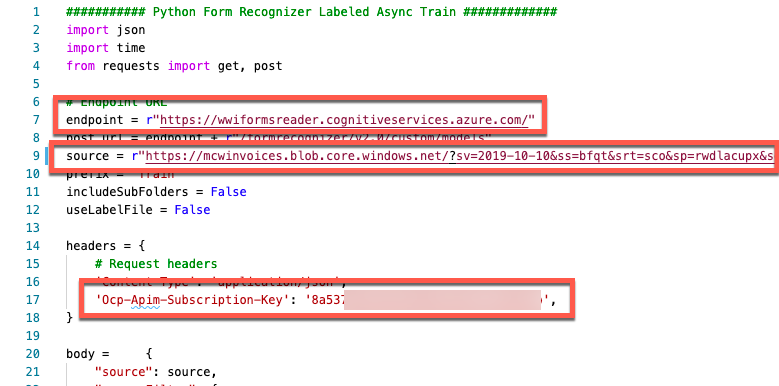 1 ########### Python Form Recognizer Labeled Async Train #############
2 import json
3 import time
4 from requests import get, post
5
6 # Endpoint URL
7 endpoint = r"https://wwiformsreader.cognitiveservices.azure.com/"
8 post_url = endpoint + r"/formrecognizer/v2.0/custom/models"
9 source = r"https://mcwinvoices.blob.core.windows.net/?sv=2019-10-10&ss=bfqt&srt=sco&sp=rwdlacupx&s
10 prefix = "Train"
11 includeSubFolders = False
12 useLabelFile = False
13
14 headers = {
15 # Request headers
16 'Content-Type': 'application/json',
17 'Ocp-Apim-Subscription-Key': '8a537 ',
18 }
19
20 body = {
21 "source": source,